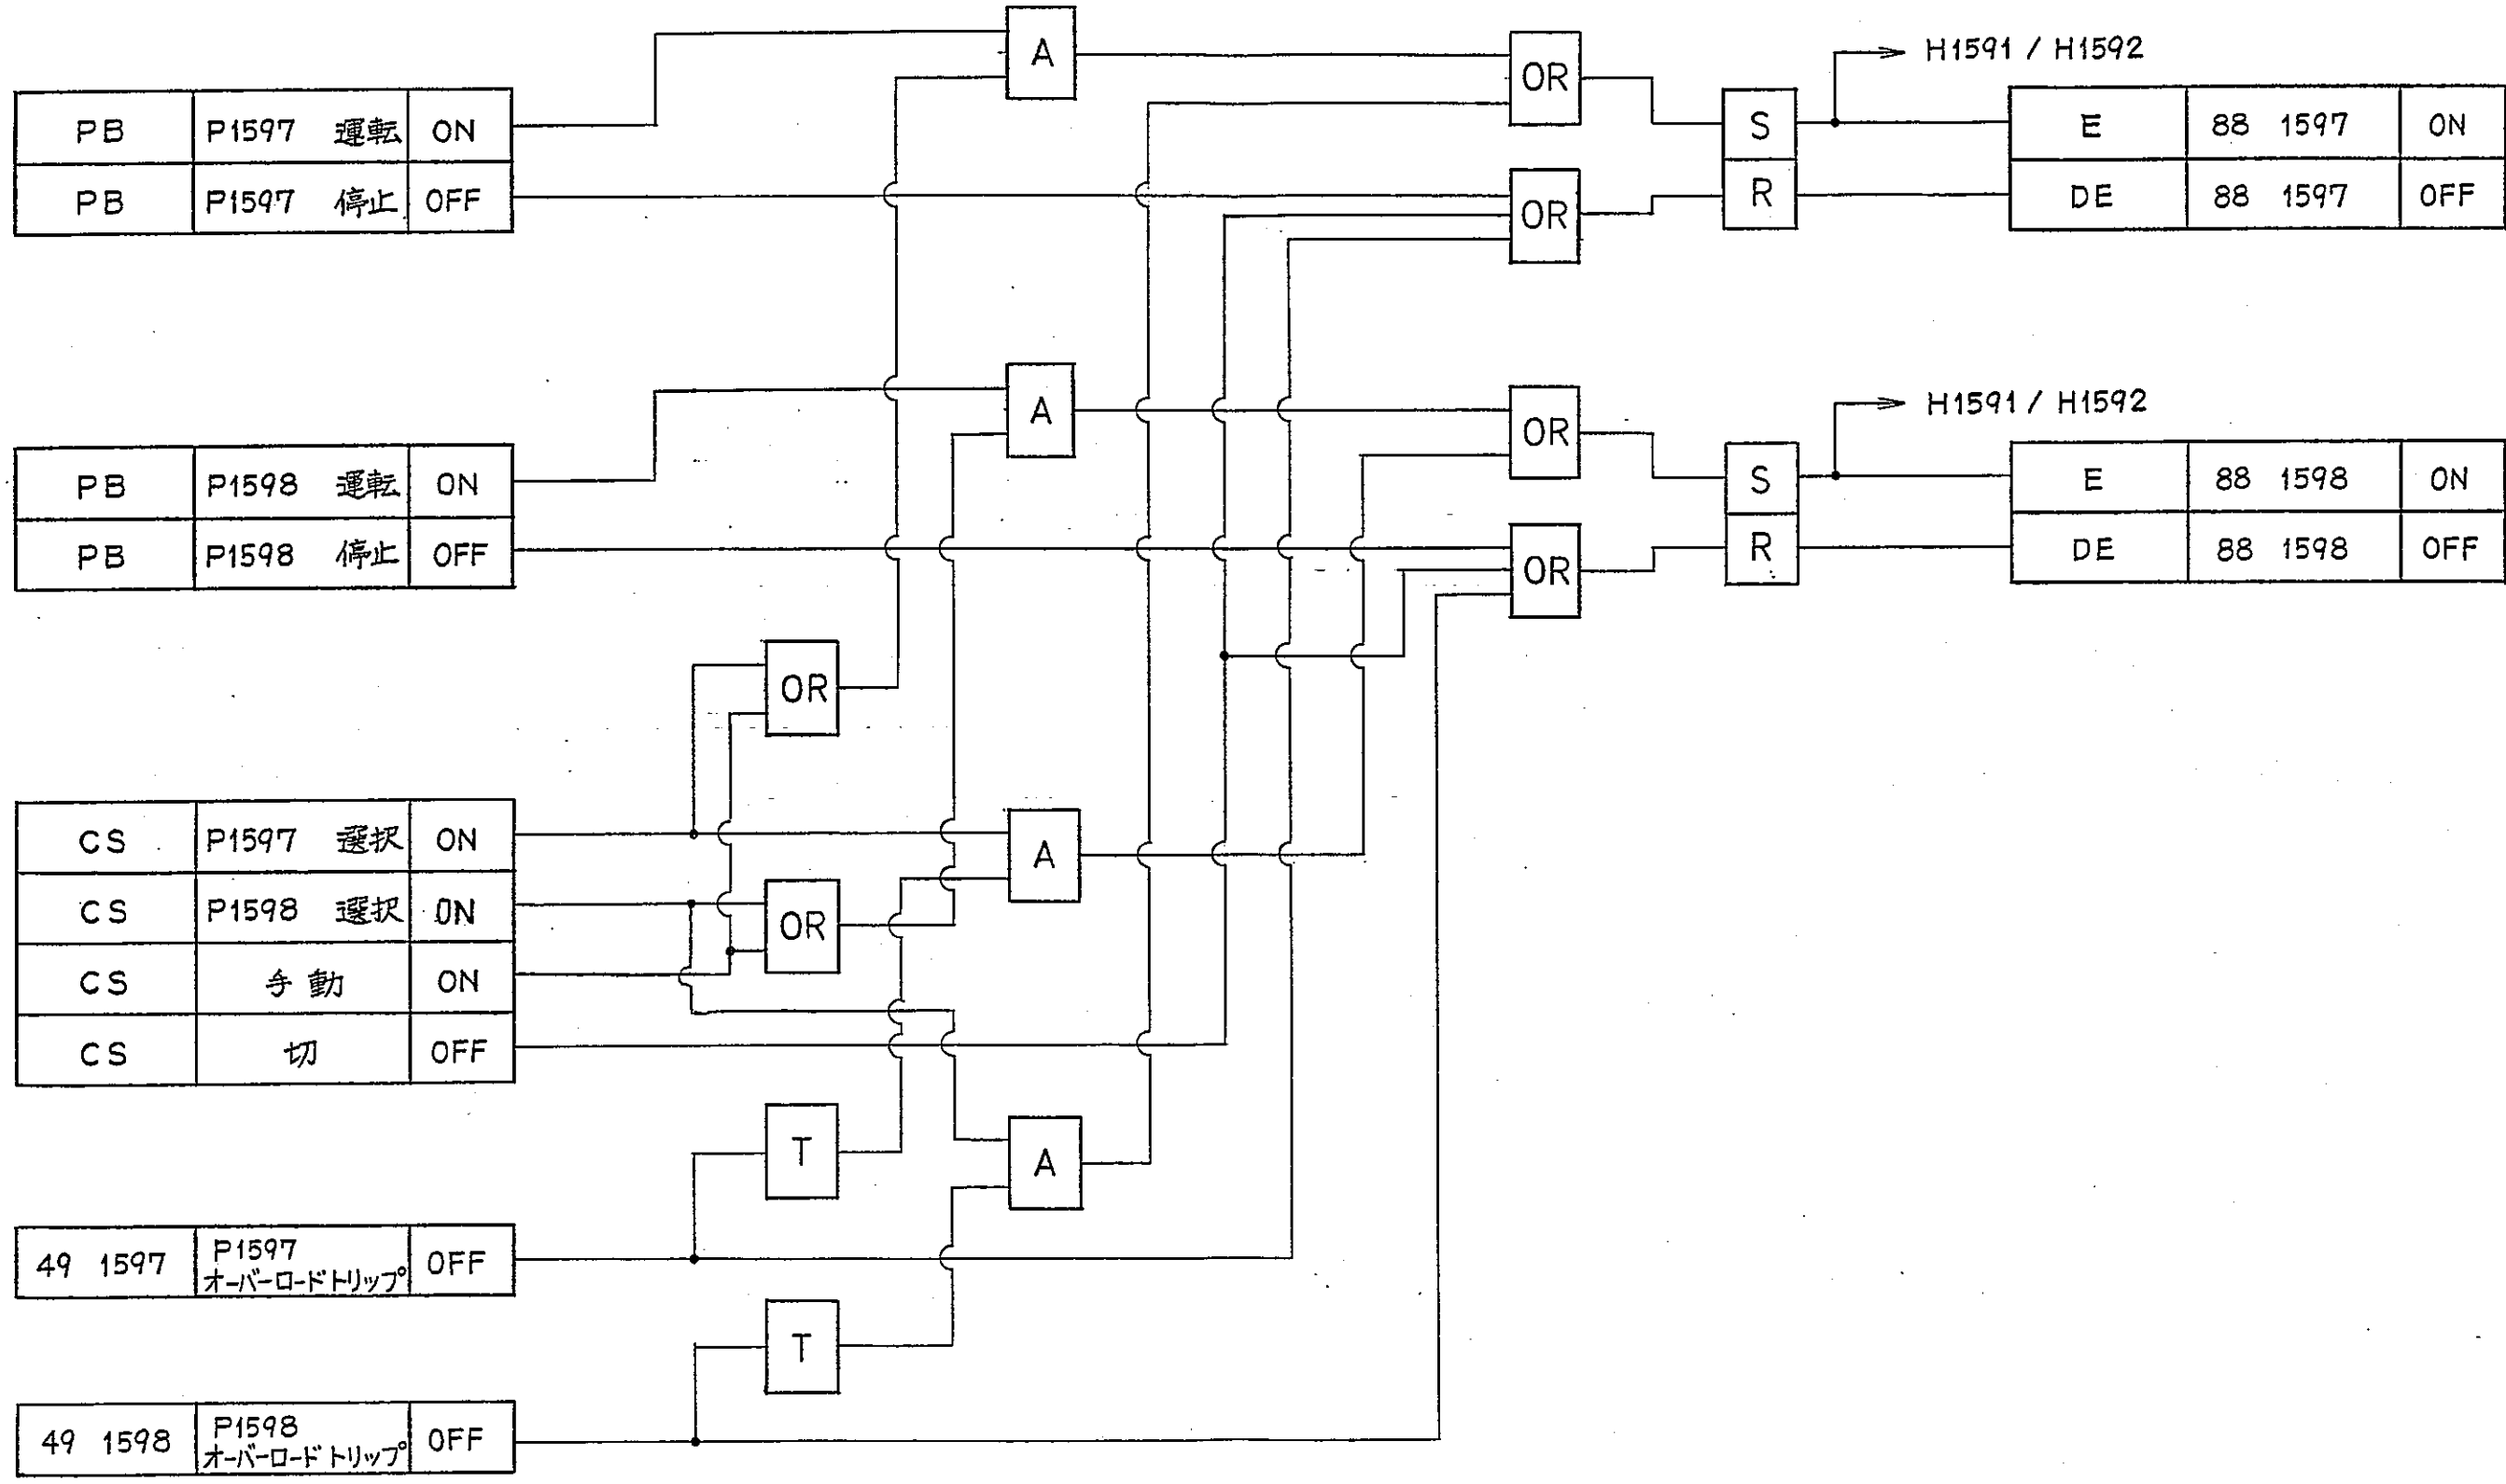 A
OR
H1591 / H1592
PB P1597 運転 ON
S
E 88 1597 ON
PB P1597 停止 OFF
OR
R
DE 88 1597 OFF
A
OR
H1591 / H1592
PB P1598 運転 ON
S
E 88 1598 ON
PB P1598 停止 OFF
OR
R
DE 88 1598 OFF
OR
CS P1597 選択 ON
A
CS P1598 選択 ON
OR
CS 手動 ON
CS 切 OFF
T
A
49 1597 P1597 OFF
オーバーロードトリップ
T
49 1598 P1598 OFF
オーバーロードトリップ